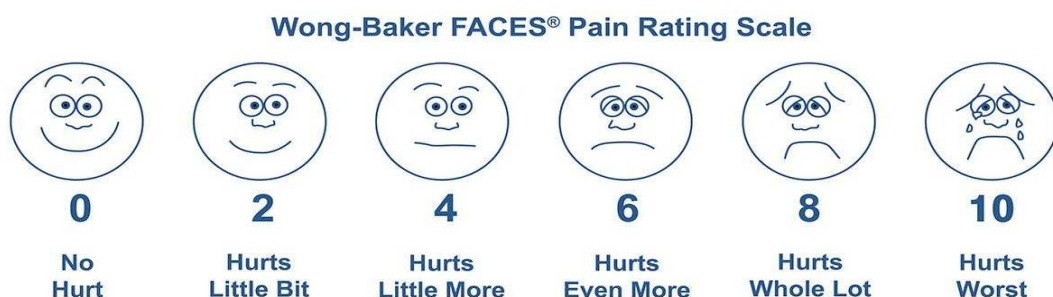 Wong-Baker FACES® Pain Rating Scale
0 2 4 6 8 10
No Hurts Hurts Hurts Hurts Hurts
Hurt Little Bit Little More Even More Whole Lot Worst